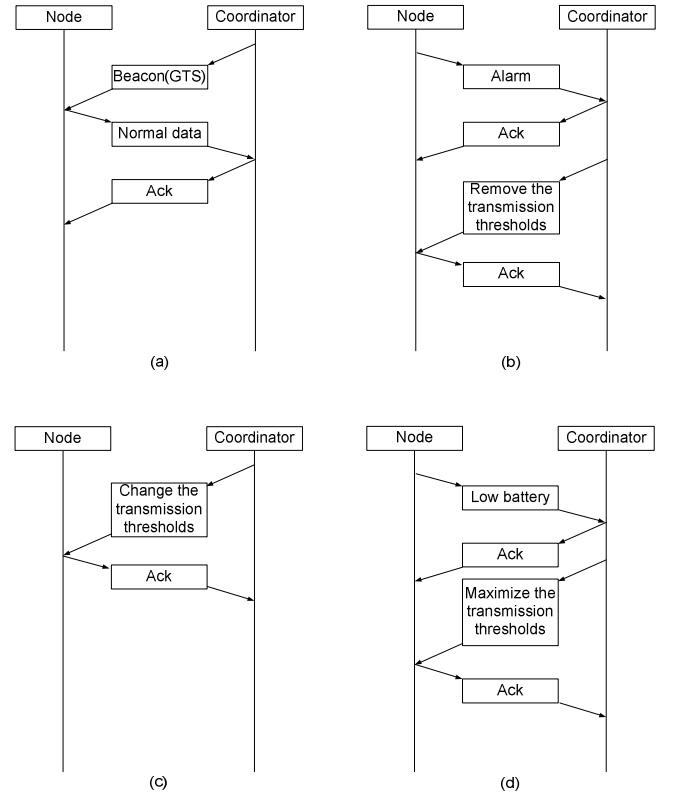 Node
Coordinator
Beacon(GTS)
Normal data
Ack
(a)
Node
Coordinator
Alarm
Ack
Remove the
transmission
thresholds
Ack
(b)
Node
Coordinator
Change the
transmission
thresholds
Ack
(c)
Node
Coordinator
Low battery
Ack
Maximize the
transmission
thresholds
Ack
(d)